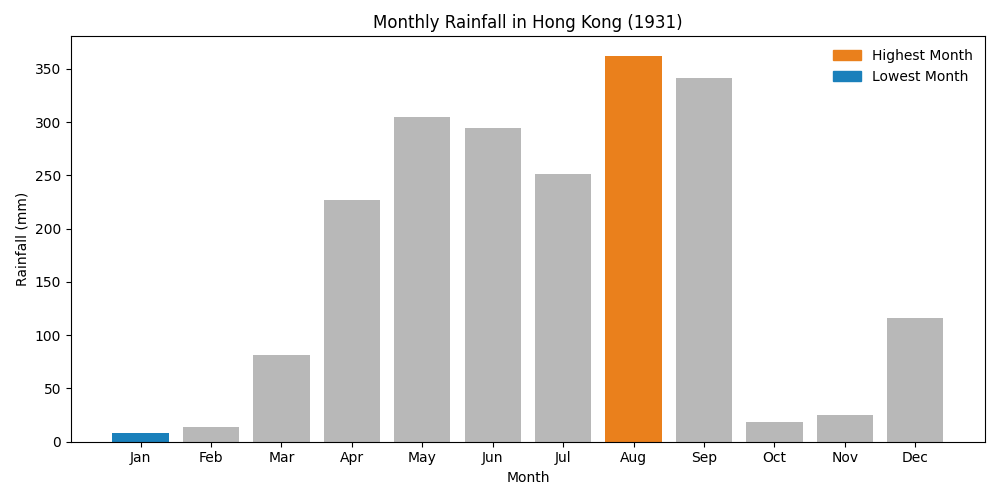 Monthly Rainfall in Hong Kong (1931)
Highest Month
Lowest Month
Rainfall (mm)
350
300
250
200
150
100
50
0
Jan Feb Mar Apr May Jun Jul Aug Sep Oct Nov Dec
Month